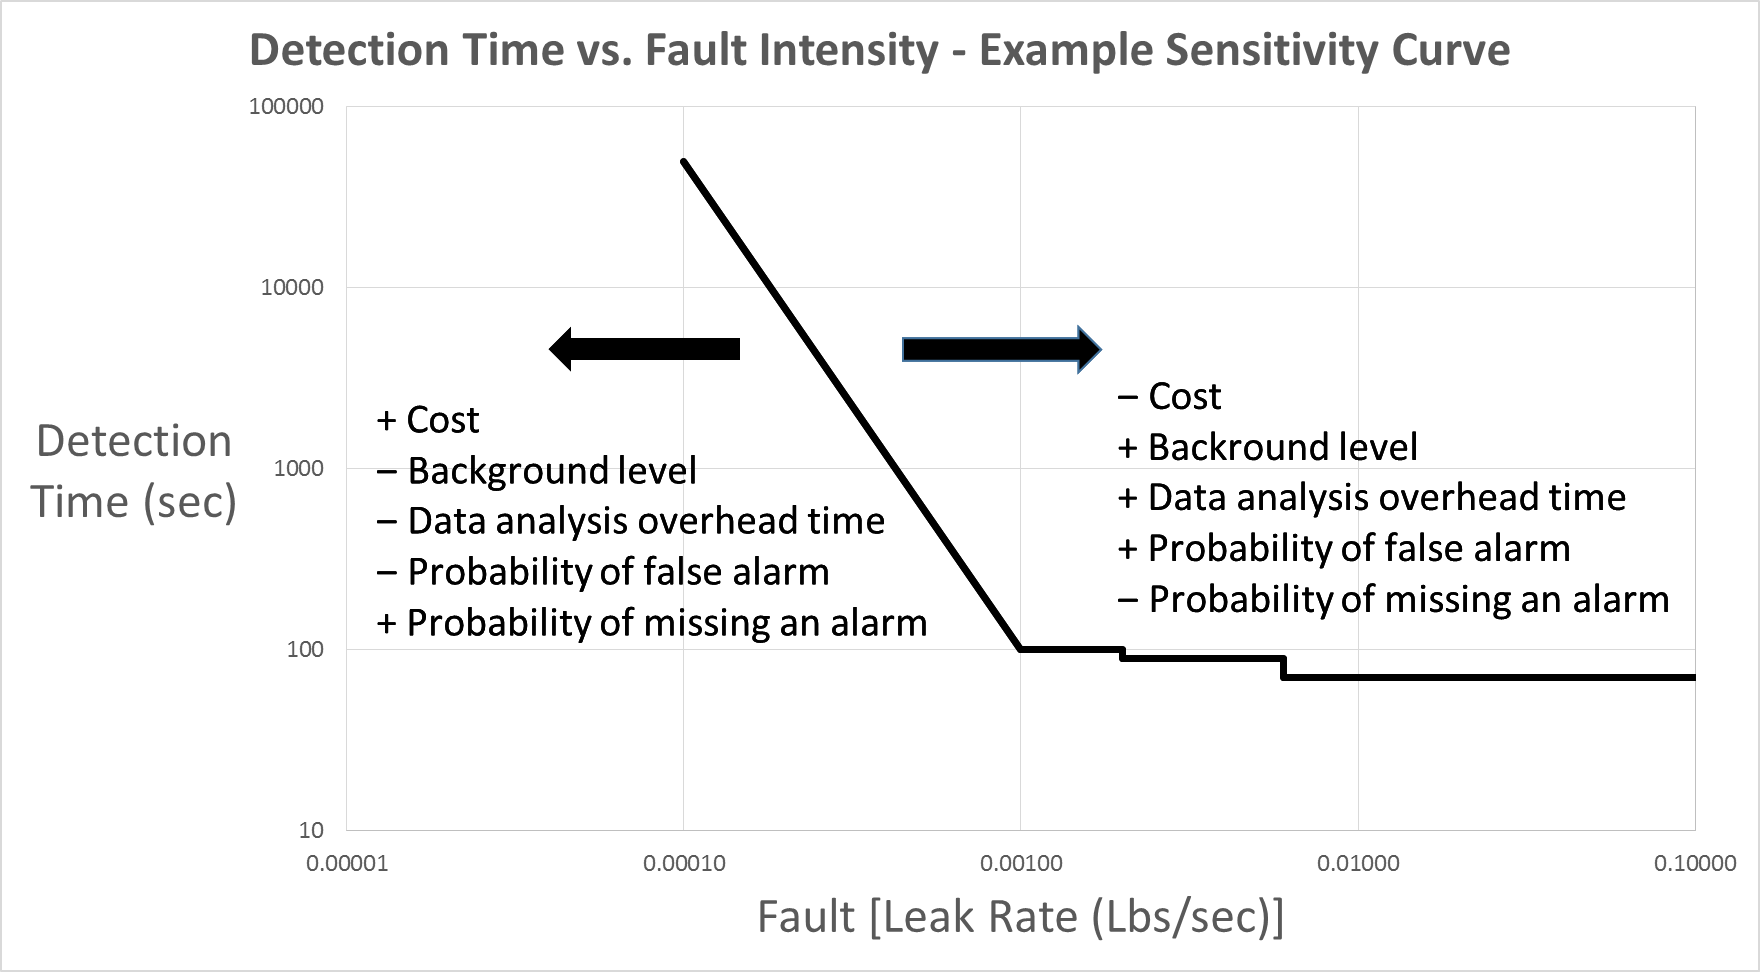 Detection Time vs. Fault Intensity - Example Sensitivity Curve
100000
10000
1000
100
10
Detection
Time (sec)
+ Cost
– Background level
– Data analysis overhead time
– Probability of false alarm
+ Probability of missing an alarm
– Cost
+ Backround level
+ Data analysis overhead time
+ Probability of false alarm
– Probability of missing an alarm
0.00001
0.00010
0.00100
0.01000
0.10000
Fault [Leak Rate (Lbs/sec)]